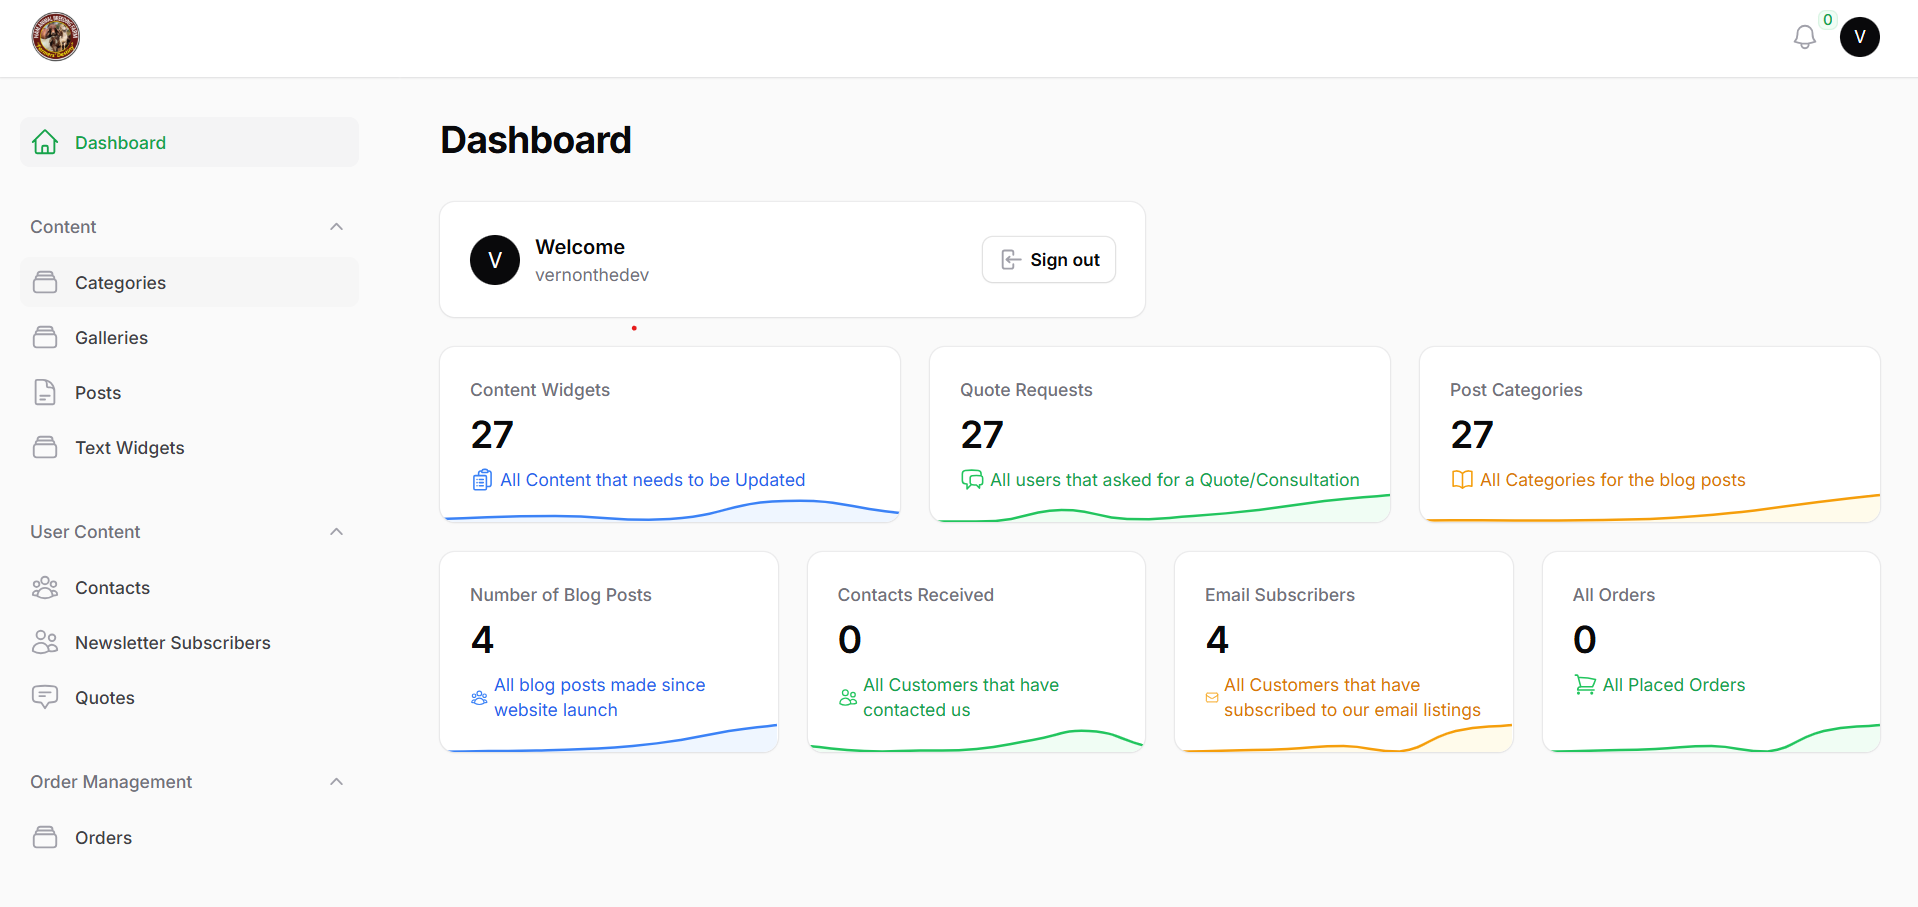 0
V
Dashboard
Content
Categories
Galleries
Posts
Text Widgets
User Content
Contacts
Newsletter Subscribers
Quotes
Order Management
Orders
Dashboard
V
Welcome
vernonthedev
Sign out
Content Widgets
27
All Content that needs to be Updated
Quote Requests
27
All users that asked for a Quote/Consultation
Post Categories
27
All Categories for the blog posts
Number of Blog Posts
4
All blog posts made since
website launch
Contacts Received
0
All Customers that have
contacted us
Email Subscribers
4
All Customers that have
subscribed to our email listings
All Orders
0
All Placed Orders